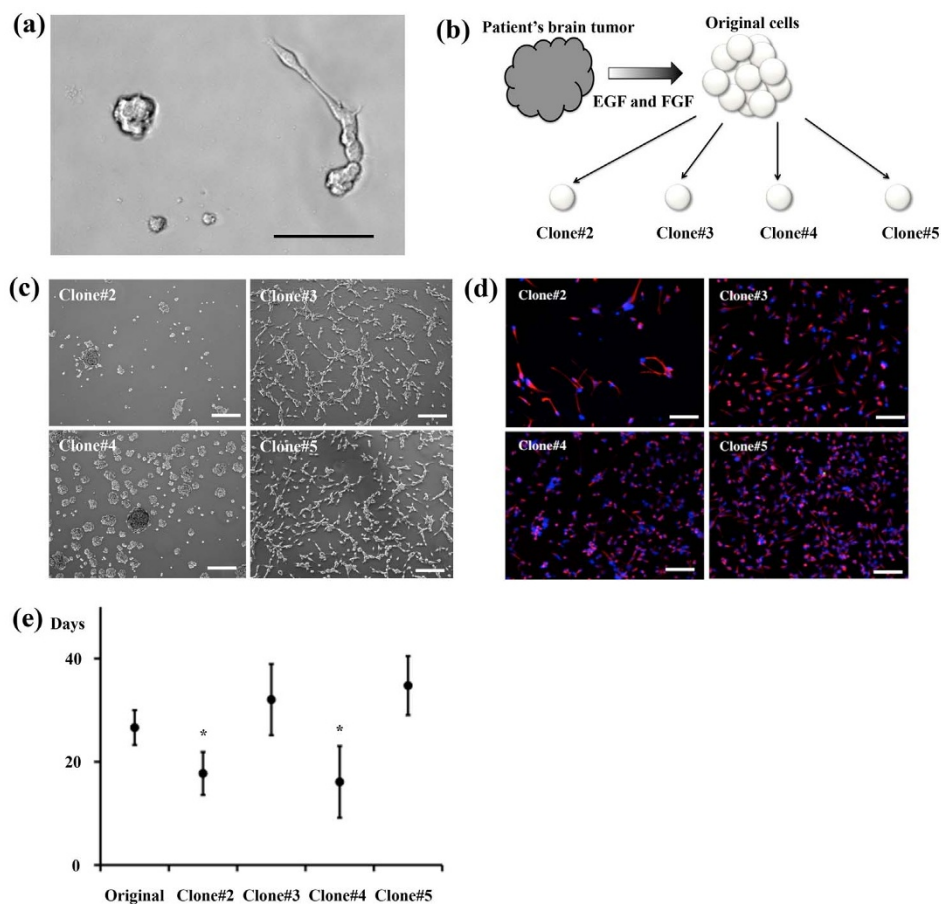 (a)
(b)
Patient's brain tumor
Original cells
EGF and FGF
Clone#2
Clone#3
Clone#4
Clone#5
(c)
Clone#2
Clone#3
Clone#4
Clone#5
(d)
Clone#2
Clone#3
Clone#4
Clone#5
(e)
Days
40
20
0
*
*
Original
Clone#2
Clone#3
Clone#4
Clone#5